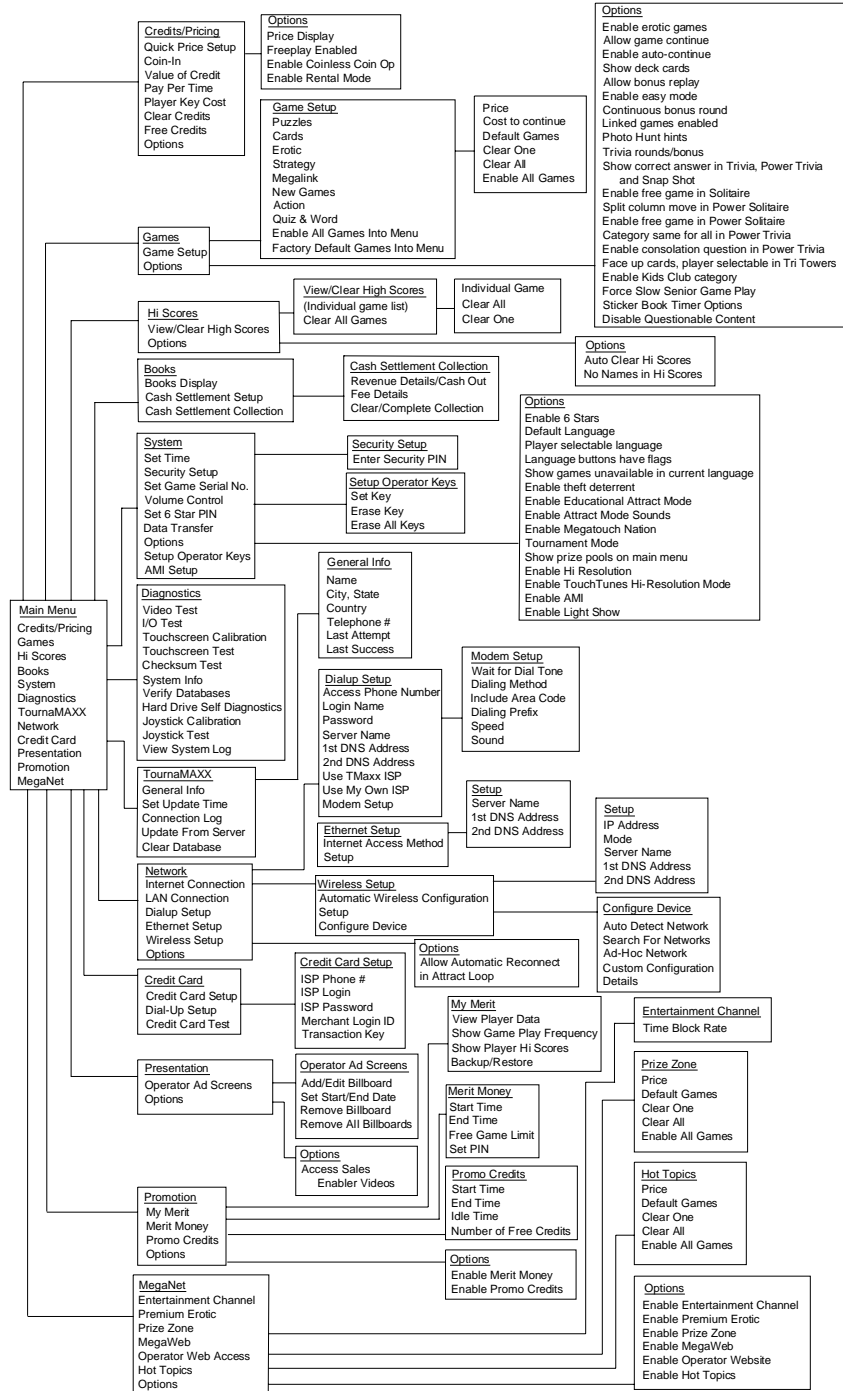 Credits/Pricing
Quick Price Setup
Coin-In
Value of Credit
Pay Per Time
Player Key Cost
Clear Credits
Free Credits
Options
Options
Price Display
Freeplay Enabled
Enable Coinless Coin Op
Enable Rental Mode
Game Setup
Puzzles
Cards
Erotic
Strategy
Megalink
New Games
Action
Quiz & Word
Enable All Games Into Menu
Factory Default Games Into Menu
Price
Cost to continue
Default Games
Clear One
Clear All
Enable All Games
Options
Enable erotic games
Allow game continue
Enable auto-continue
Show deck cards
Allow bonus replay
Enable easy mode
Continuous bonus round
Linked games enabled
Photo Hunt hints
Trivia rounds/bonus
Show correct answer in Trivia, Power Trivia
and Snap Shot
Enable free game in Solitaire
Split column move in Power Solitaire
Enable free game in Power Solitaire
Category same for all in Power Trivia
Enable consolation question in Power Trivia
Face up cards, player selectable in Tri Towers
Enable Kids Club category
Force Slow Senior Game Play
Sticker Book Timer Options
Disable Questionable Content
Games
Game Setup
Options
Hi Scores
View/Clear High Scores
Options
View/Clear High Scores
(Individual game list)
Clear All Games
Individual Game
Clear All
Clear One
Options
Auto Clear Hi Scores
No Names in Hi Scores
Books
Books Display
Cash Settlement Setup
Cash Settlement Collection
Cash Settlement Collection
Revenue Details/Cash Out
Fee Details
Clear/Complete Collection
System
Set Time
Security Setup
Set Game Serial No.
Volume Control
Set 6 Star PIN
Data Transfer
Options
Setup Operator Keys
AMI Setup
Security Setup
Enter Security PIN
Setup Operator Keys
Set Key
Erase Key
Erase All Keys
Options
Enable 6 Stars
Default Language
Player selectable language
Language buttons have flags
Show games unavailable in current language
Enable theft deterrent
Enable Educational Attract Mode
Enable Attract Mode Sounds
Enable Megatouch Nation
Tournament Mode
Show prize pools on main menu
Enable Hi Resolution
Enable TouchTunes Hi-Resolution Mode
Enable AMI
Enable Light Show
Main Menu
Credits/Pricing
Games
Hi Scores
Books
System
Diagnostics
TournaMAXX
Network
Credit Card
Presentation
Promotion
MegaNet
Diagnostics
Video Test
I/O Test
Touchscreen Calibration
Touchscreen Test
Checksum Test
System Info
Verify Databases
Hard Drive Self Diagnostics
Joystick Calibration
Joystick Test
View System Log
General Info
Name
City, State
Country
Telephone #
Last Attempt
Last Success
TournaMAXX
General Info
Set Update Time
Connection Log
Update From Server
Clear Database
Dialup Setup
Access Phone Number
Login Name
Password
Server Name
1st DNS Address
2nd DNS Address
Use TMaxx ISP
Use My Own ISP
Modem Setup
Modem Setup
Wait for Dial Tone
Dialing Method
Include Area Code
Dialing Prefix
Speed
Sound
Ethernet Setup
Internet Access Method
Setup
Setup
Server Name
1st DNS Address
2nd DNS Address
Network
Internet Connection
LAN Connection
Dialup Setup
Ethernet Setup
Wireless Setup
Options
Wireless Setup
Automatic Wireless Configuration
Setup
Configure Device
Setup
IP Address
Mode
Server Name
1st DNS Address
2nd DNS Address
Configure Device
Auto Detect Network
Search For Networks
Ad-Hoc Network
Custom Configuration
Details
Options
Allow Automatic Reconnect
in Attract Loop
Credit Card
Credit Card Setup
Dial-Up Setup
Credit Card Test
Credit Card Setup
ISP Phone #
ISP Login
ISP Password
Merchant Login ID
Transaction Key
My Merit
View Player Data
Show Game Play Frequency
Show Player Hi Scores
Backup/Restore
Entertainment Channel
Time Block Rate
Presentation
Operator Ad Screens
Options
Operator Ad Screens
Add/Edit Billboard
Set Start/End Date
Remove Billboard
Remove All Billboards
Options
Access Sales
Enabler Videos
Merit Money
Start Time
End Time
Free Game Limit
Set PIN
Prize Zone
Price
Default Games
Clear One
Clear All
Enable All Games
Promotion
My Merit
Merit Money
Promo Credits
Options
Promo Credits
Start Time
End Time
Idle Time
Number of Free Credits
Hot Topics
Price
Default Games
Clear One
Clear All
Enable All Games
Options
Enable Merit Money
Enable Promo Credits
MegaNet
Entertainment Channel
Premium Erotic
Prize Zone
MegaWeb
Operator Web Access
Hot Topics
Options
Options
Enable Entertainment Channel
Enable Premium Erotic
Enable Prize Zone
Enable MegaWeb
Enable Operator Website
Enable Hot Topics